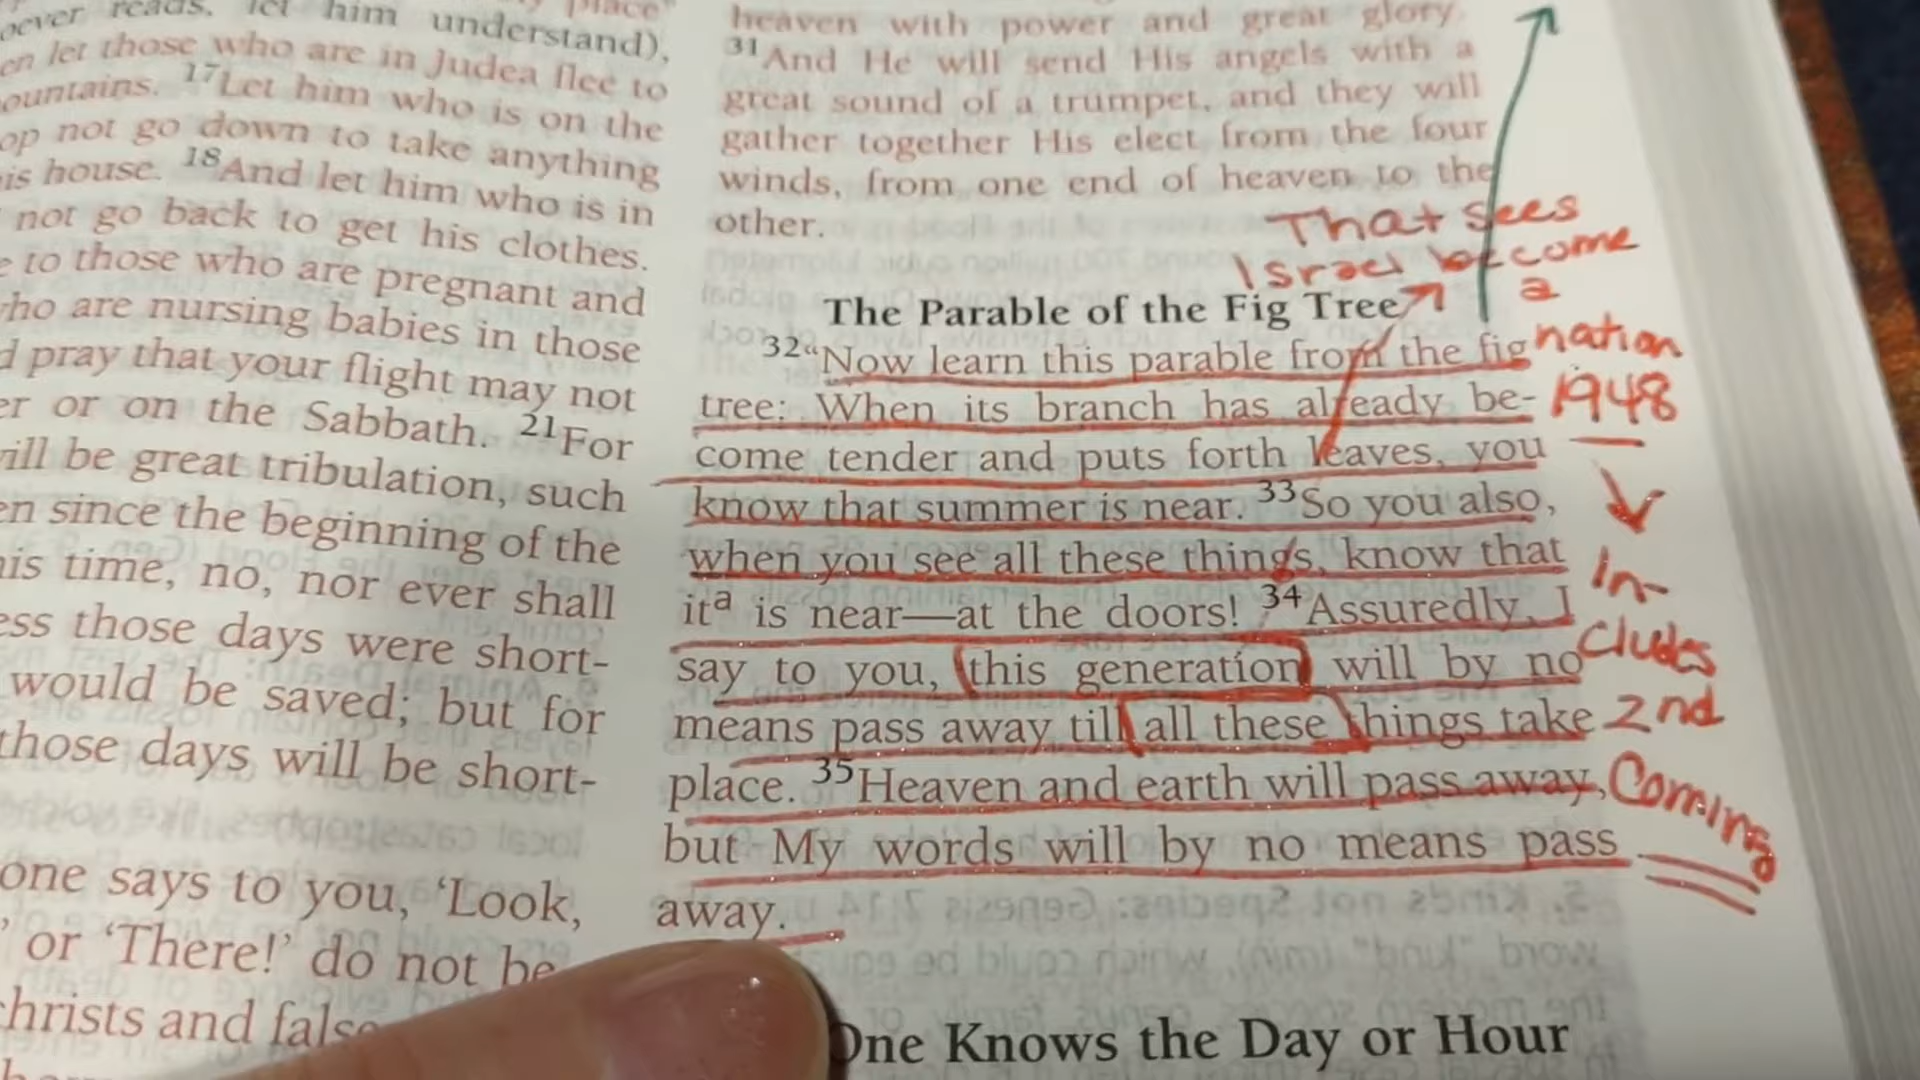 reads, let him understand),
let those who are in Judea flee to
17Let him who is on the
not go down to take anything
house. 18And let him who is in
not go back to get his clothes.
to those who are pregnant and
who are nursing babies in those
pray that your flight may not
or on the Sabbath. 21For
will be great tribulation, such
since the beginning of the
time, no, nor ever shall
those days were short-
would be saved; but for
those days will be short-
one says to you, ‘Look,
or ‘There!’ do not be
christs and false
heaven with power and great glory.
31And He will send His angels with a
great sound of a trumpet, and they will
gather together His elect from the four
winds, from one end of heaven to the
other.
The Parable of the Fig Tree
32“Now learn this parable from the fig
tree: When its branch has already be-
come tender and puts forth leaves, you
know that summer is near. 33So you also,
when you see all these things, know that
ita is near—at the doors! 34Assuredly, I
say to you, this generation will by no
means pass away till all these things take
place. 35Heaven and earth will pass away,
but My words will by no means pass
away.
One Knows the Day or Hour
That sees
Israel become
a
nation
1948
In-
cludes
2nd
Coming